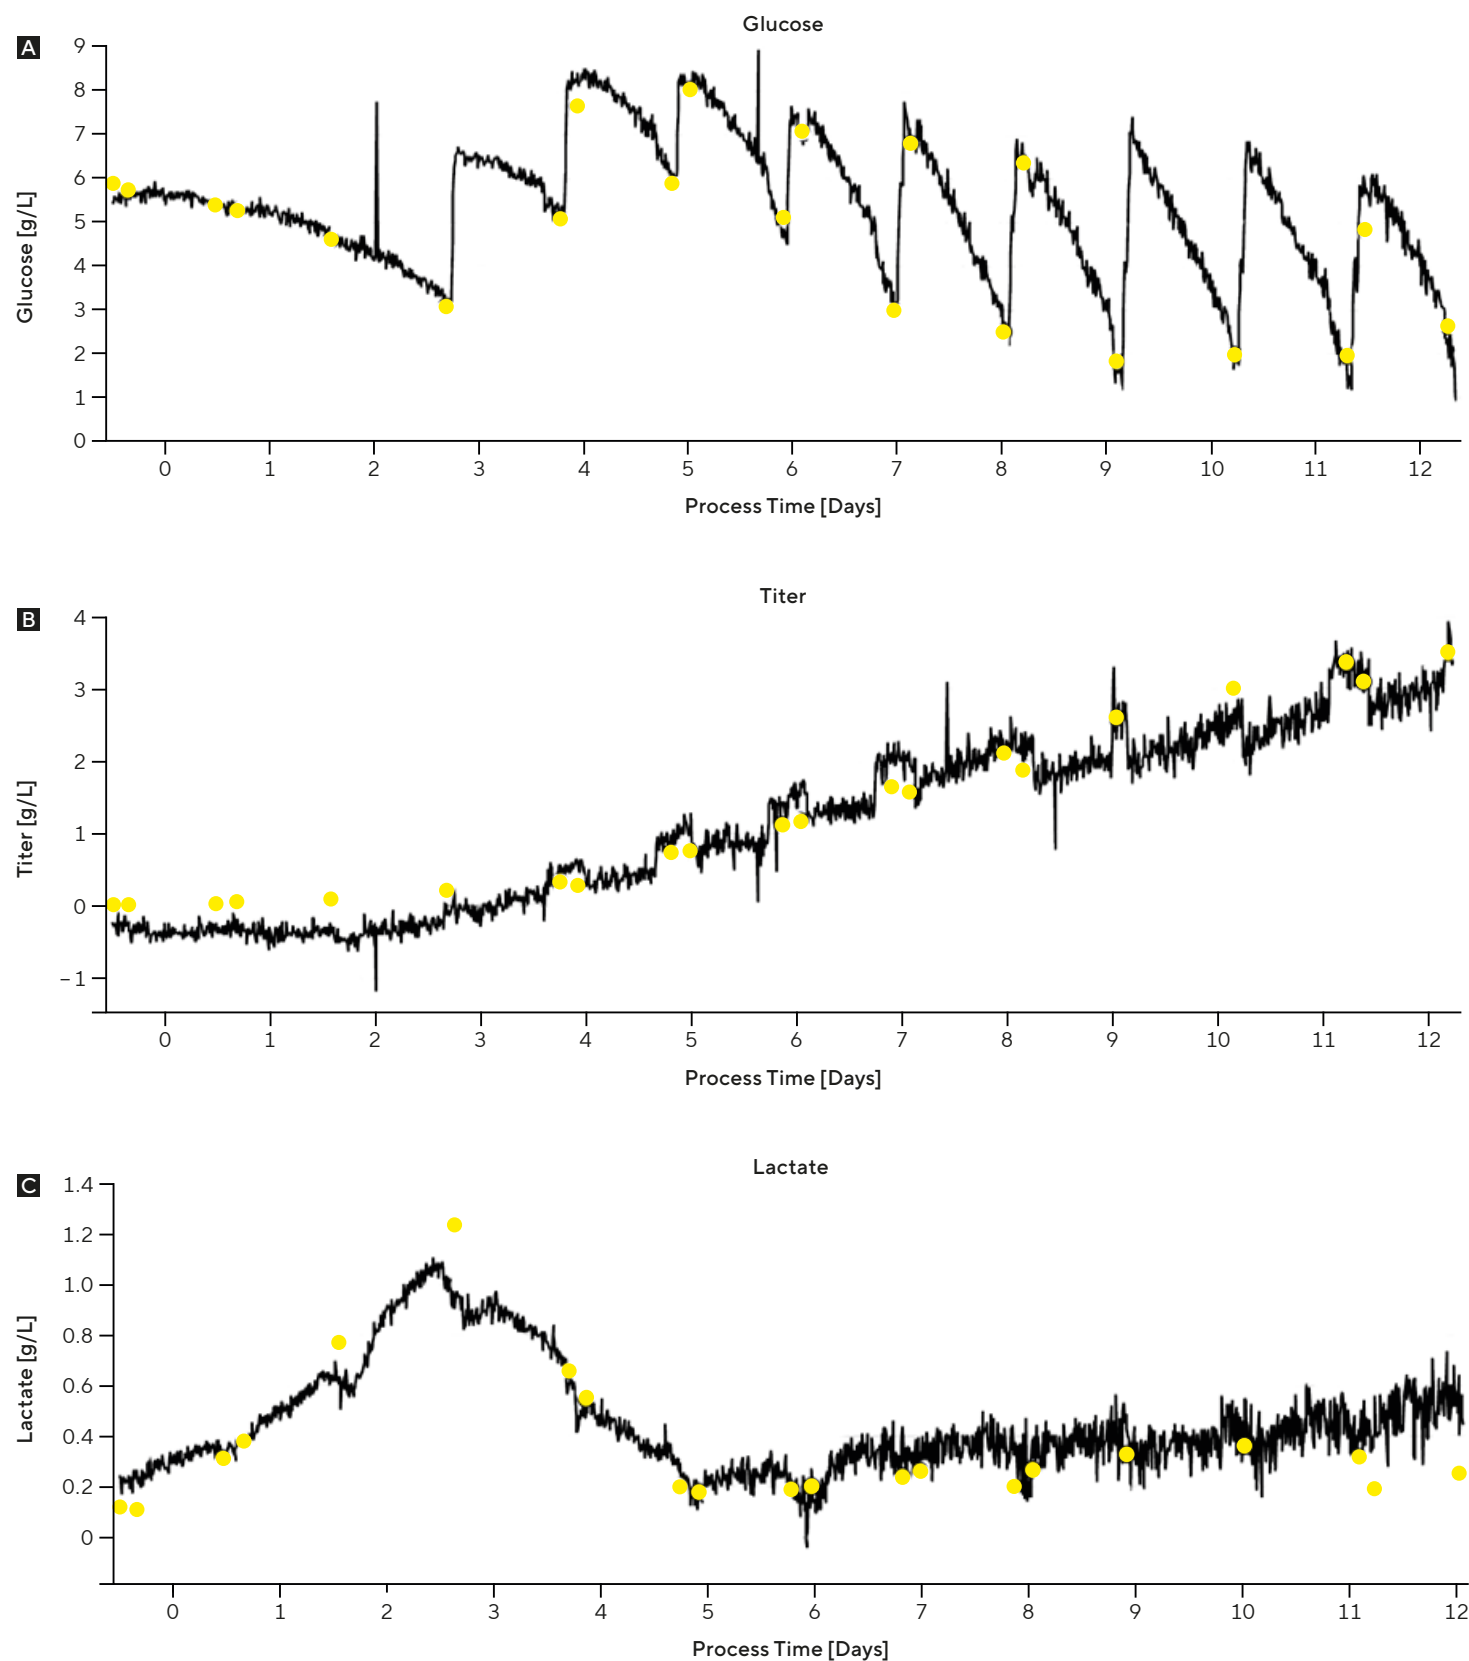 Glucose
A
9
8
7
6
5
4
3
2
1
0
Glucose [g/L]
0 1 2 3 4 5 6 7 8 9 10 11 12
Process Time [Days]
Titer
B
4
3
2
1
0
–1
Titer [g/L]
0 1 2 3 4 5 6 7 8 9 10 11 12
Process Time [Days]
Lactate
C
1.4
1.2
1.0
0.8
0.6
0.4
0.2
0
Lactate [g/L]
0 1 2 3 4 5 6 7 8 9 10 11 12
Process Time [Days]